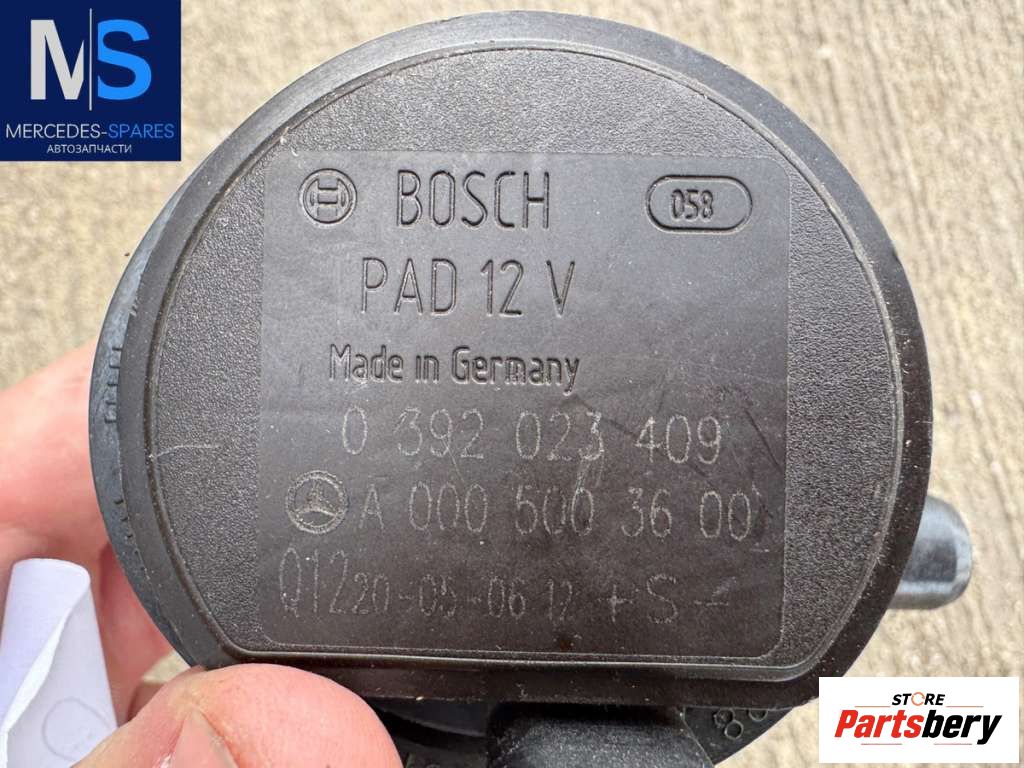 MS
MERCEDES-SPARES
АВТОЗАПЧАСТИ
BOSCH 058
PAD 12 V
Made in Germany
0 392 023 409
A 000 500 36 00
Q12 20-05-06 12 + S -
STORE
Partsbery